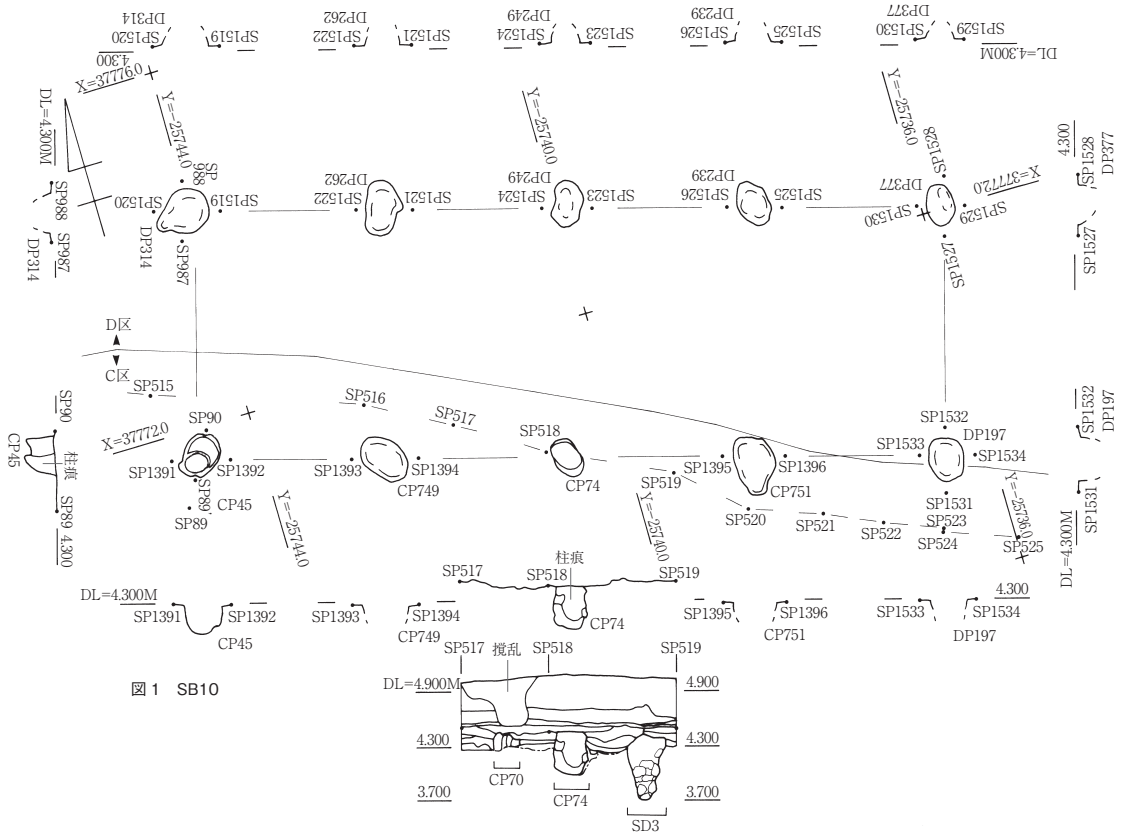 DP314
SP1520 SP1519
4.300
DP262
SP1522 SP1521
DP249
SP1524 SP1523
DP239
SP1526 SP1525
DP377
SP1530 SP1529
DL=4.300M
X=37776.0
Y=-25744.0
Y=-25740.0
Y=-25736.0
DL=4.300M
SP988
SP987
DP314
SP988
SP1520
SP1519
DP314
SP987
DP262
SP1522
SP1521
DP249
SP1524
SP1523
DP239
SP1526
SP1525
SP1528
DP377
SP1530
SP1529
X=37772.0
SP1527
4.300
SP1528
DP377
SP1527
D区
C区
SP515
SP516
SP517
SP90
CP45
柱痕
SP89
4.300
X=37772.0
SP90
SP1391
SP1392
SP89'
CP45
SP89
Y=-25744.0
SP1393
SP1394
CP749
SP518
CP74
SP519
Y=-25740.0
SP1395
SP1396
CP751
SP520
SP521
SP522
SP1532
SP1533
DP197
SP1534
SP1531
SP523
SP524
SP525
Y=-25736.0
SP1532
DP197
SP1531
DL=4.300M
DL=4.300M
SP1391 SP1392
CP45
SP1393 SP1394
CP749
SP517
SP518
柱痕
SP519
CP74
SP1395 SP1396
CP751
4.300
SP1533 SP1534
DP197
SP517 攪乱 SP518 SP519
DL=4.900M 4.900
4.300 4.300
CP70
CP74
3.700 3.700
SD3
図1 SB10